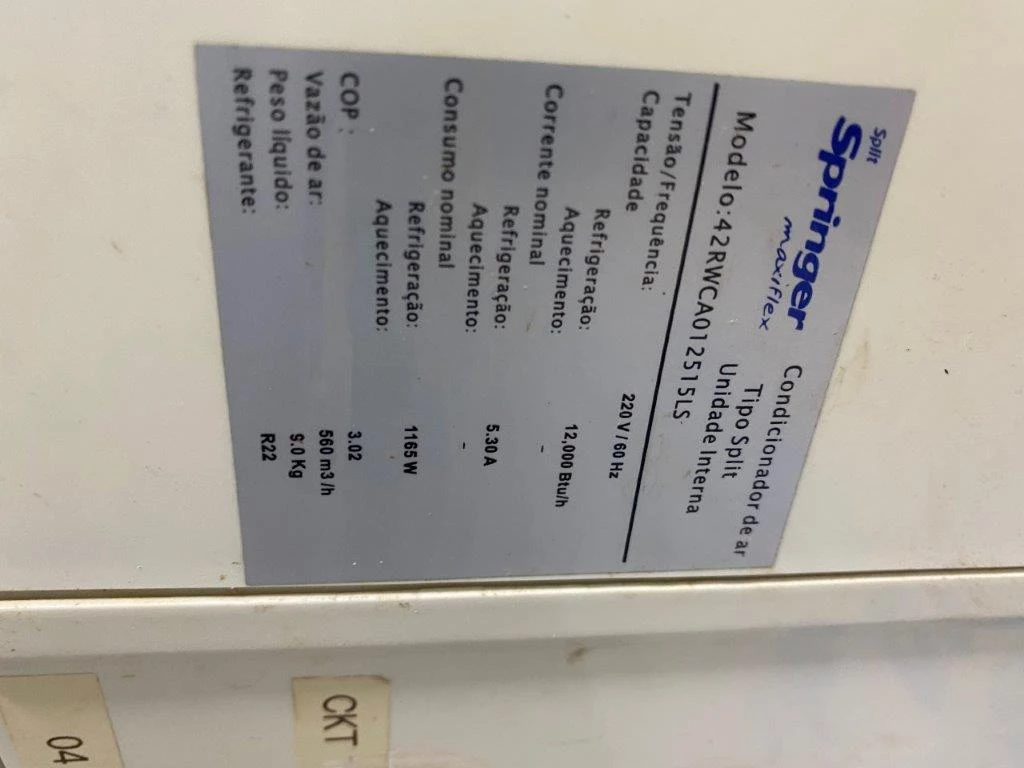 Split
Springer
maxiflex
Condicionador de ar
Tipo Split
Unidade Interna
Modelo:42RWCA012515LS
Tensão/Frequência: 220 V / 60 Hz
Capacidade
Refrigeração: 12,000 Btu/h
Aquecimento: -
Corrente nominal
Refrigeração: 5.30 A
Aquecimento: -
Consumo nominal
Refrigeração: 1165 W
Aquecimento:
COP : 3.02
Vazão de ar: 560 m3 /h
Peso líquido: 9.0 Kg
Refrigerante: R22
CKT
04